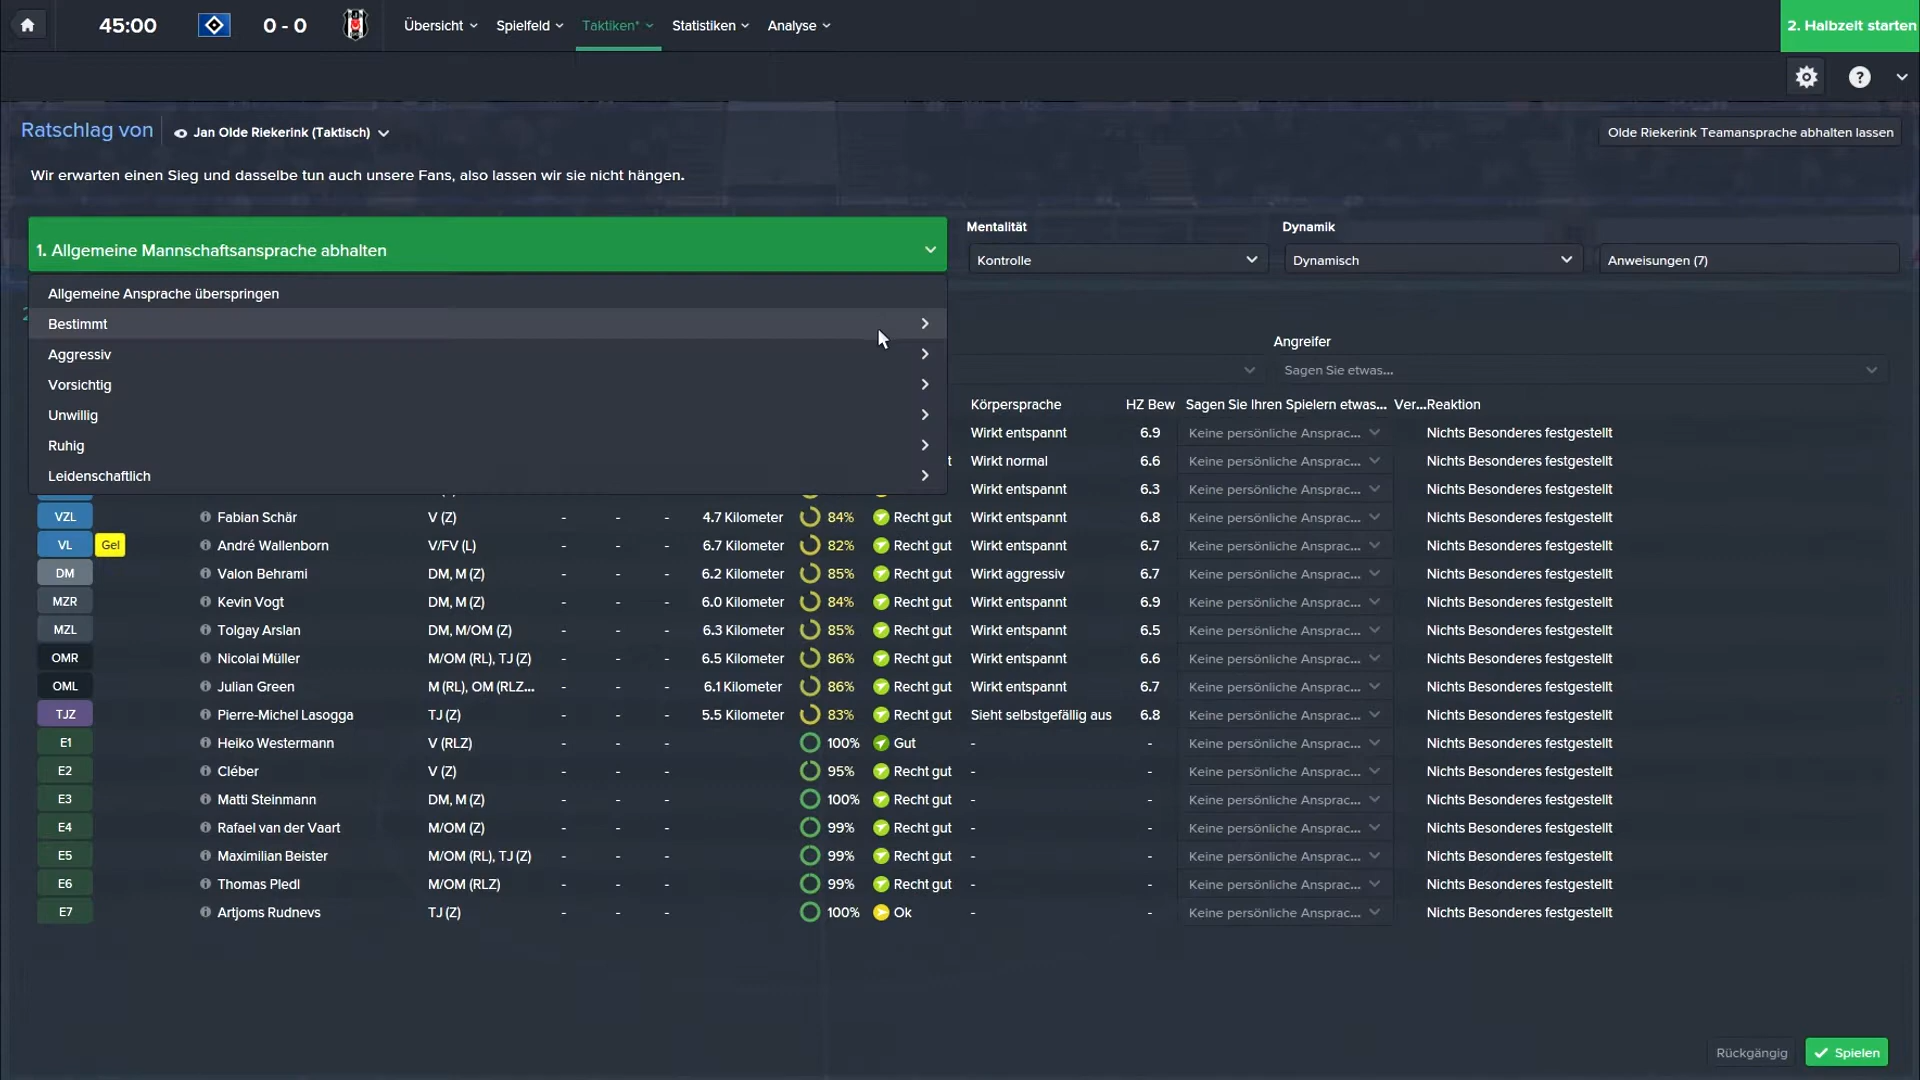 45:00 0 - 0 Übersicht Spielfeld Taktiken* Statistiken Analyse 2. Halbzeit starten
Ratschlag von Jan Olde Riekerink (Taktisch) Olde Riekerink Teamansprache abhalten lassen
Wir erwarten einen Sieg und dasselbe tun auch unsere Fans, also lassen wir sie nicht hängen.
Mentalität Dynamik
1. Allgemeine Mannschaftsansprache abhalten Kontrolle Dynamisch Anweisungen (7)
Allgemeine Ansprache überspringen
Bestimmt
Angreifer
Aggressiv
Sagen Sie etwas...
Vorsichtig
Körpersprache HZ Bew Sagen Sie Ihren Spielern etwas... Ver... Reaktion
Unwillig
Wirkt entspannt 6.9 Keine persönliche Ansprac... Nichts Besonderes festgestellt
Ruhig
Wirkt normal 6.6 Keine persönliche Ansprac... Nichts Besonderes festgestellt
Leidenschaftlich
Wirkt entspannt 6.3 Keine persönliche Ansprac... Nichts Besonderes festgestellt
VZL Fabian Schär V (Z) - - - 4.7 Kilometer 84% Recht gut Wirkt entspannt 6.8 Keine persönliche Ansprac... Nichts Besonderes festgestellt
VL Gel André Wallenborn V/FV (L) - - - 6.7 Kilometer 82% Recht gut Wirkt entspannt 6.7 Keine persönliche Ansprac... Nichts Besonderes festgestellt
DM Valon Behrami DM, M (Z) - - - 6.2 Kilometer 85% Recht gut Wirkt aggressiv 6.7 Keine persönliche Ansprac... Nichts Besonderes festgestellt
MZR Kevin Vogt DM, M (Z) - - - 6.0 Kilometer 84% Recht gut Wirkt entspannt 6.9 Keine persönliche Ansprac... Nichts Besonderes festgestellt
MZL Tolgay Arslan DM, M/OM (Z) - - - 6.3 Kilometer 85% Recht gut Wirkt entspannt 6.5 Keine persönliche Ansprac... Nichts Besonderes festgestellt
OMR Nicolai Müller M/OM (RL), TJ (Z) - - - 6.5 Kilometer 86% Recht gut Wirkt entspannt 6.6 Keine persönliche Ansprac... Nichts Besonderes festgestellt
OML Julian Green M (RL), OM (RLZ... - - - 6.1 Kilometer 86% Recht gut Wirkt entspannt 6.7 Keine persönliche Ansprac... Nichts Besonderes festgestellt
TJZ Pierre-Michel Lasogga TJ (Z) - - - 5.5 Kilometer 83% Recht gut Sieht selbstgefällig aus 6.8 Keine persönliche Ansprac... Nichts Besonderes festgestellt
E1 Heiko Westermann V (RLZ) - - - 100% Gut - - Keine persönliche Ansprac... Nichts Besonderes festgestellt
E2 Cléber V (Z) - - - 95% Recht gut - - Keine persönliche Ansprac... Nichts Besonderes festgestellt
E3 Matti Steinmann DM, M (Z) - - - 100% Recht gut - - Keine persönliche Ansprac... Nichts Besonderes festgestellt
E4 Rafael van der Vaart M/OM (Z) - - - 99% Recht gut - - Keine persönliche Ansprac... Nichts Besonderes festgestellt
E5 Maximilian Beister M/OM (RL), TJ (Z) - - - 99% Recht gut - - Keine persönliche Ansprac... Nichts Besonderes festgestellt
E6 Thomas Pledl M/OM (RLZ) - - - 99% Recht gut - - Keine persönliche Ansprac... Nichts Besonderes festgestellt
E7 Artjoms Rudnevs TJ (Z) - - - 100% Ok - - Keine persönliche Ansprac... Nichts Besonderes festgestellt
Rückgängig Spielen